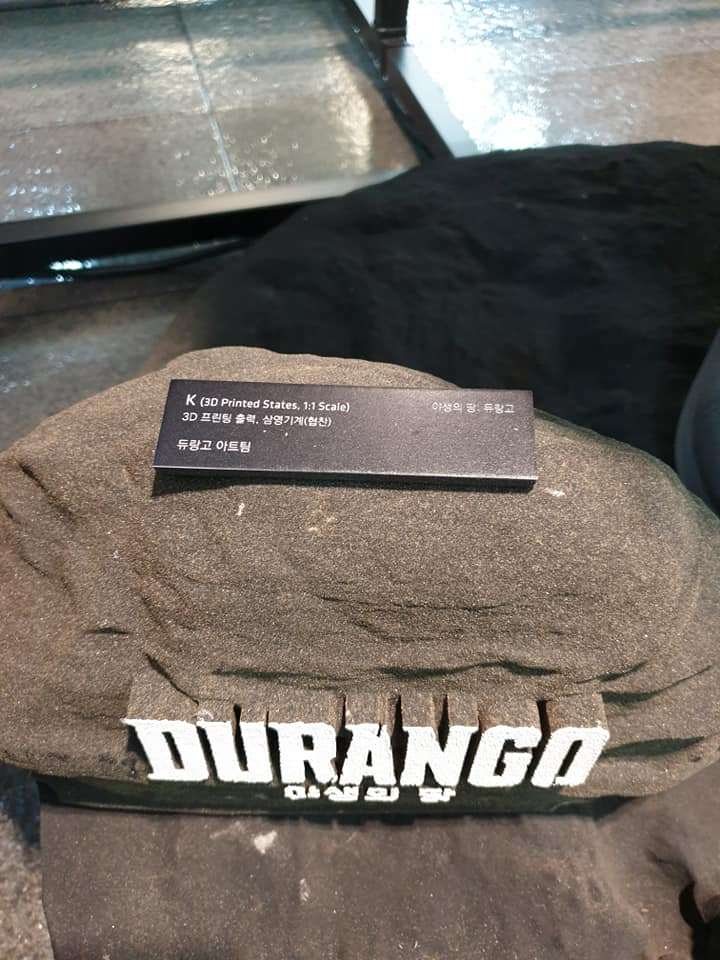 K (3D Printed States, 1:1 Scale) 야생의 땅: 듀랑고
3D 프린팅 출력, 삼영기계(협찬)
듀랑고 아트팀
DURANGO
야생의 땅